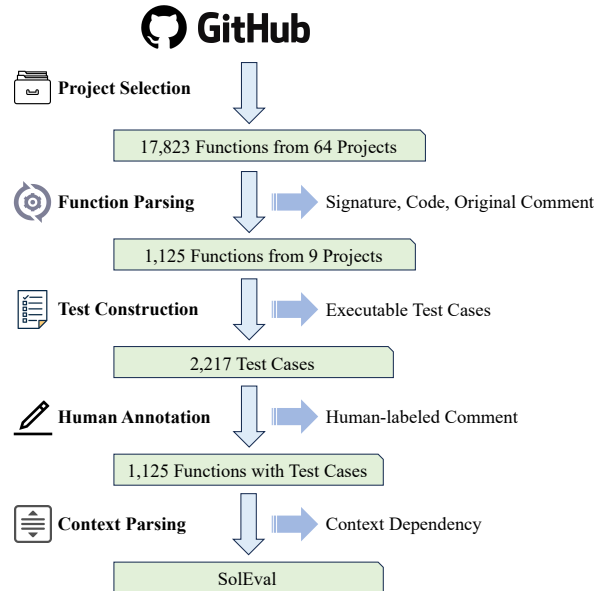 GitHub
Project Selection
17,823 Functions from 64 Projects
Function Parsing
Signature, Code, Original Comment
1,125 Functions from 9 Projects
Test Construction
Executable Test Cases
2,217 Test Cases
Human Annotation
Human-labeled Comment
1,125 Functions with Test Cases
Context Parsing
Context Dependency
SolEval